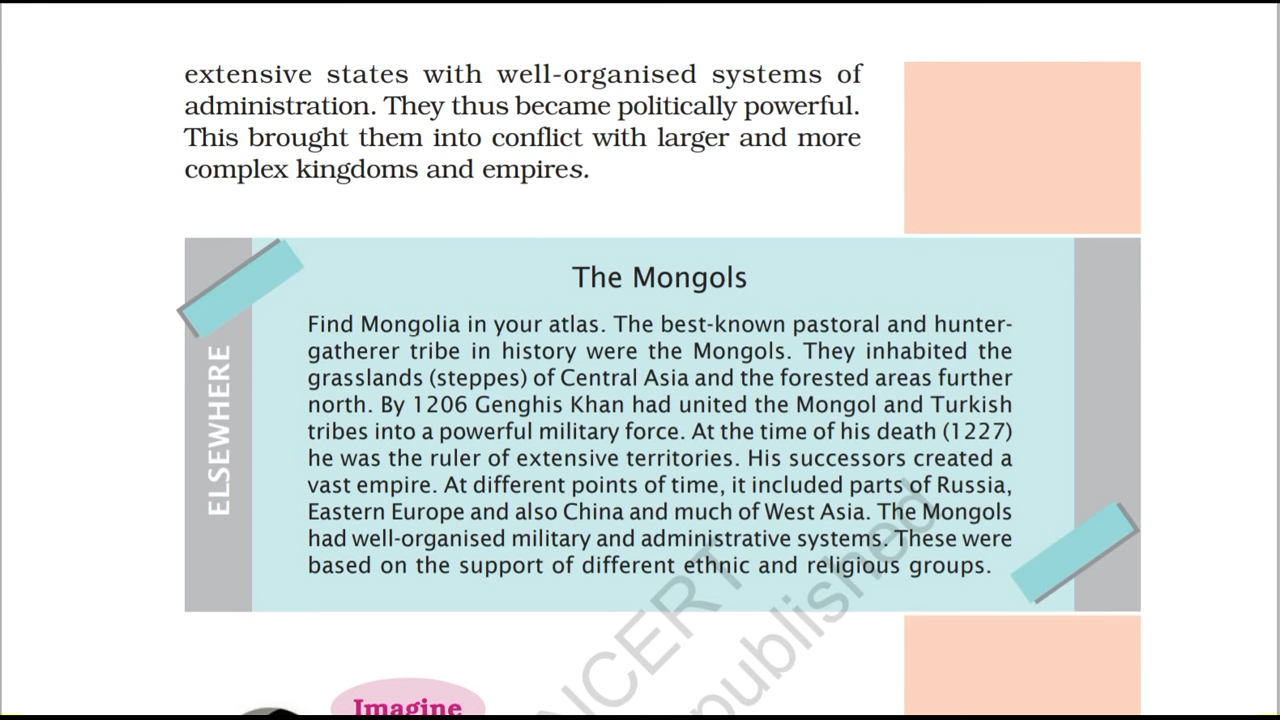 extensive states with well-organised systems of
administration. They thus became politically powerful.
This brought them into conflict with larger and more
complex kingdoms and empires.
ELSEWHERE
The Mongols
Find Mongolia in your atlas. The best-known pastoral and hunter-
gatherer tribe in history were the Mongols. They inhabited the
grasslands (steppes) of Central Asia and the forested areas further
north. By 1206 Genghis Khan had united the Mongol and Turkish
tribes into a powerful military force. At the time of his death (1227)
he was the ruler of extensive territories. His successors created a
vast empire. At different points of time, it included parts of Russia,
Eastern Europe and also China and much of West Asia. The Mongols
had well-organised military and administrative systems. These were
based on the support of different ethnic and religious groups.
NCERT
published
Imagine